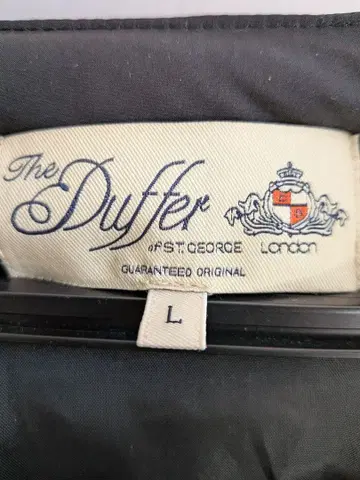 The
Duffer
of ST. GEORGE London
GUARANTEED ORIGINAL
L